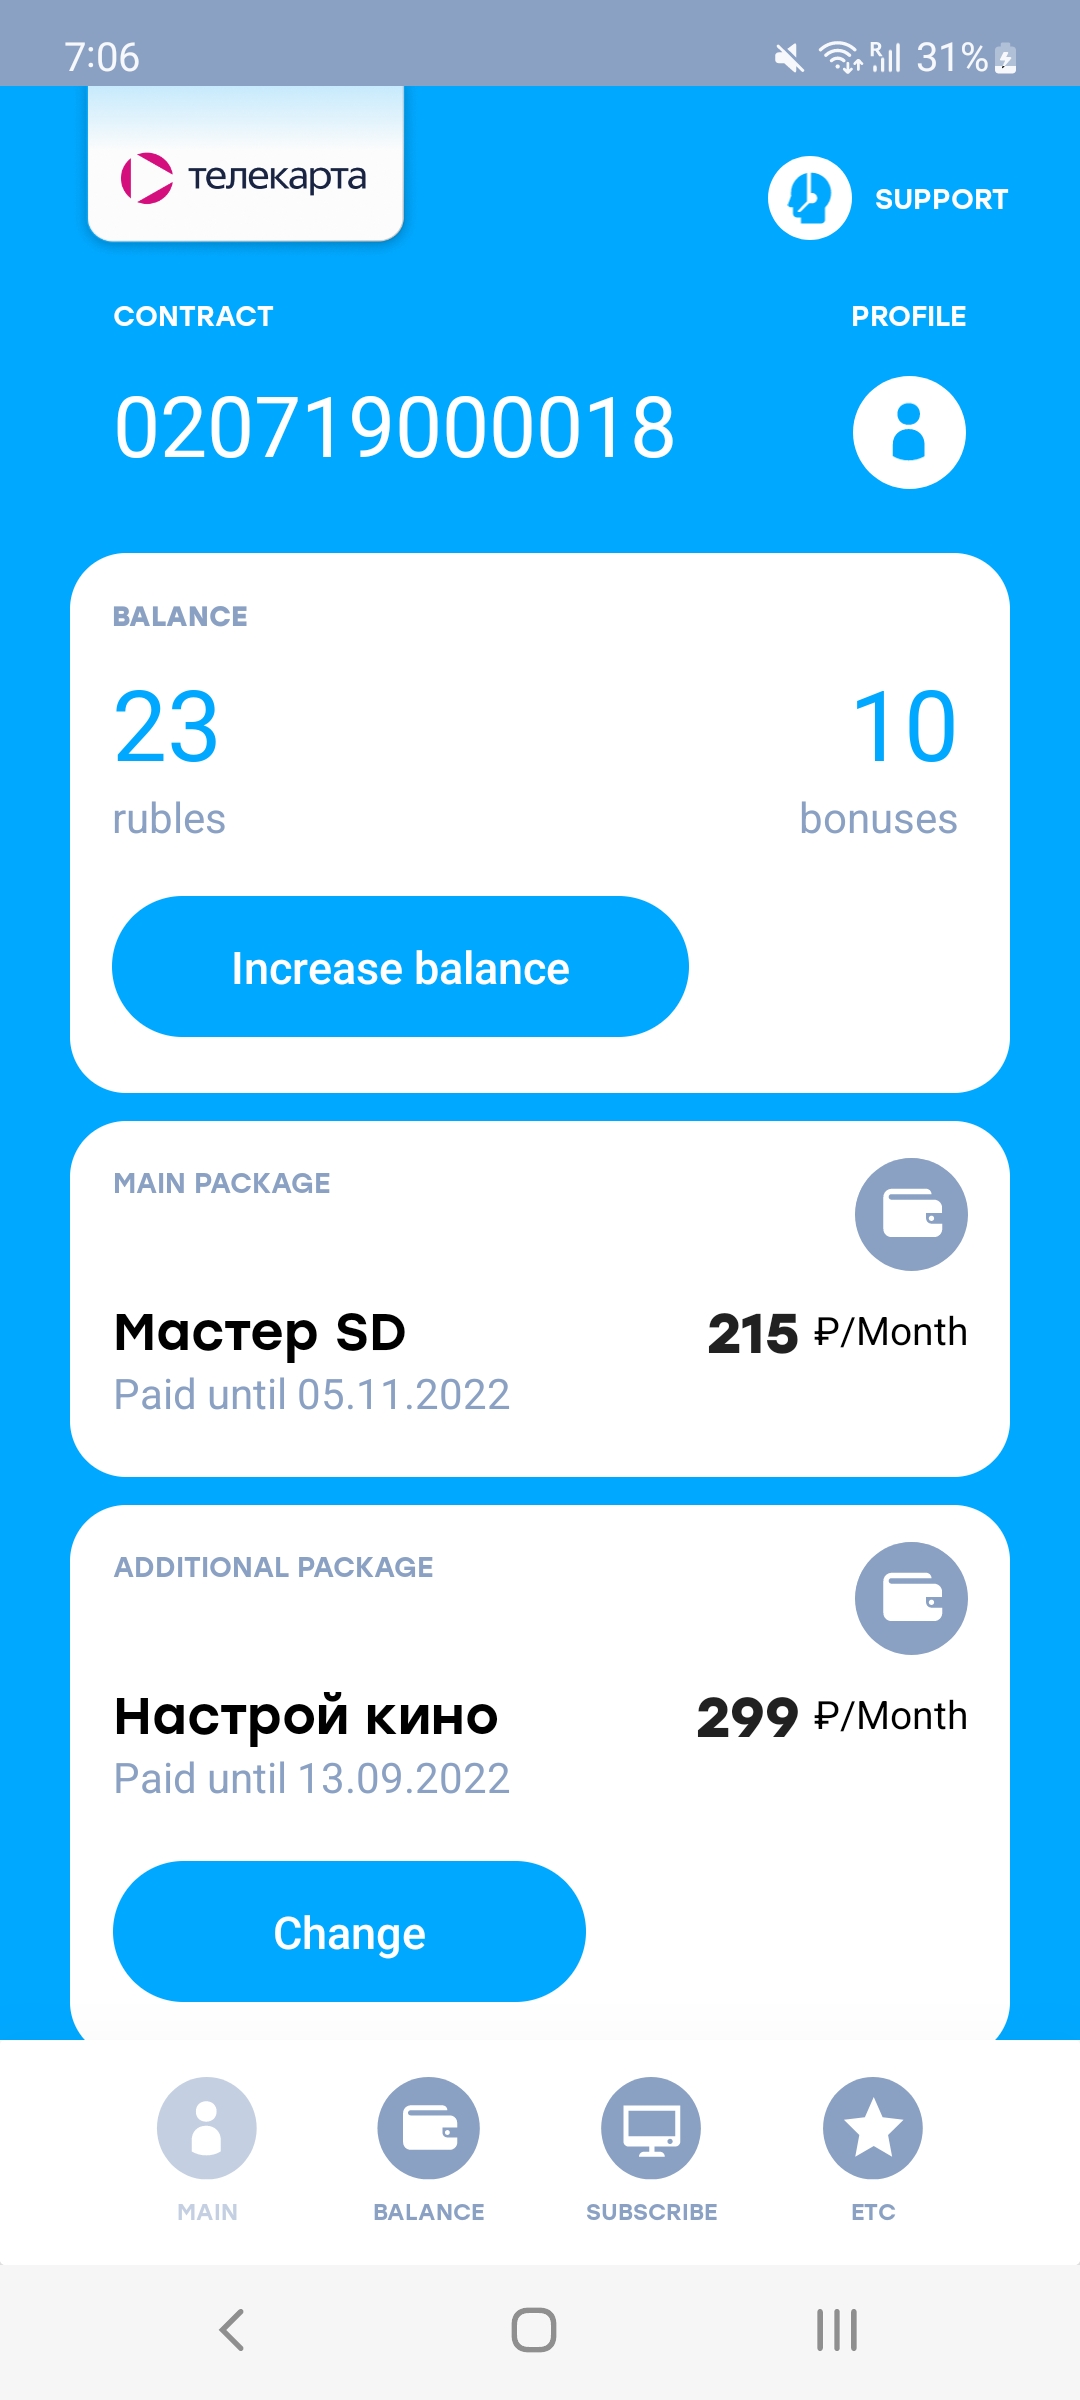 7:06
R
31%
телекарта
SUPPORT
CONTRACT
PROFILE
020719000018
BALANCE
23
10
rubles
bonuses
Increase balance
MAIN PACKAGE
Мастер SD
215 ₽/Month
Paid until 05.11.2022
ADDITIONAL PACKAGE
Настрой кино
299 ₽/Month
Paid until 13.09.2022
Change
MAIN
BALANCE
SUBSCRIBE
ETC